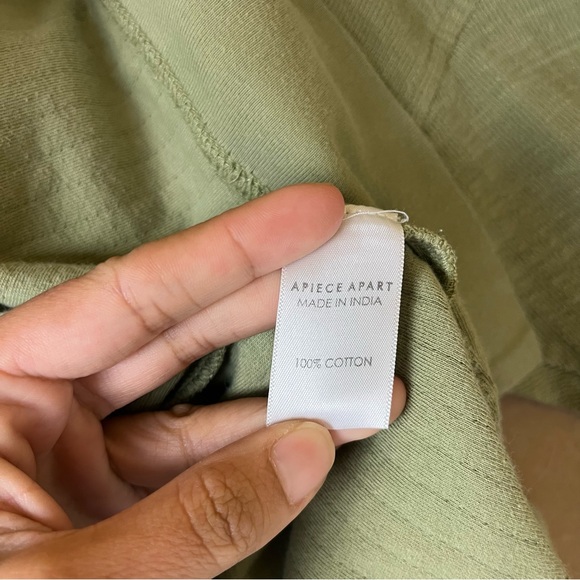 APIECE APART
MADE IN INDIA
100% COTTON